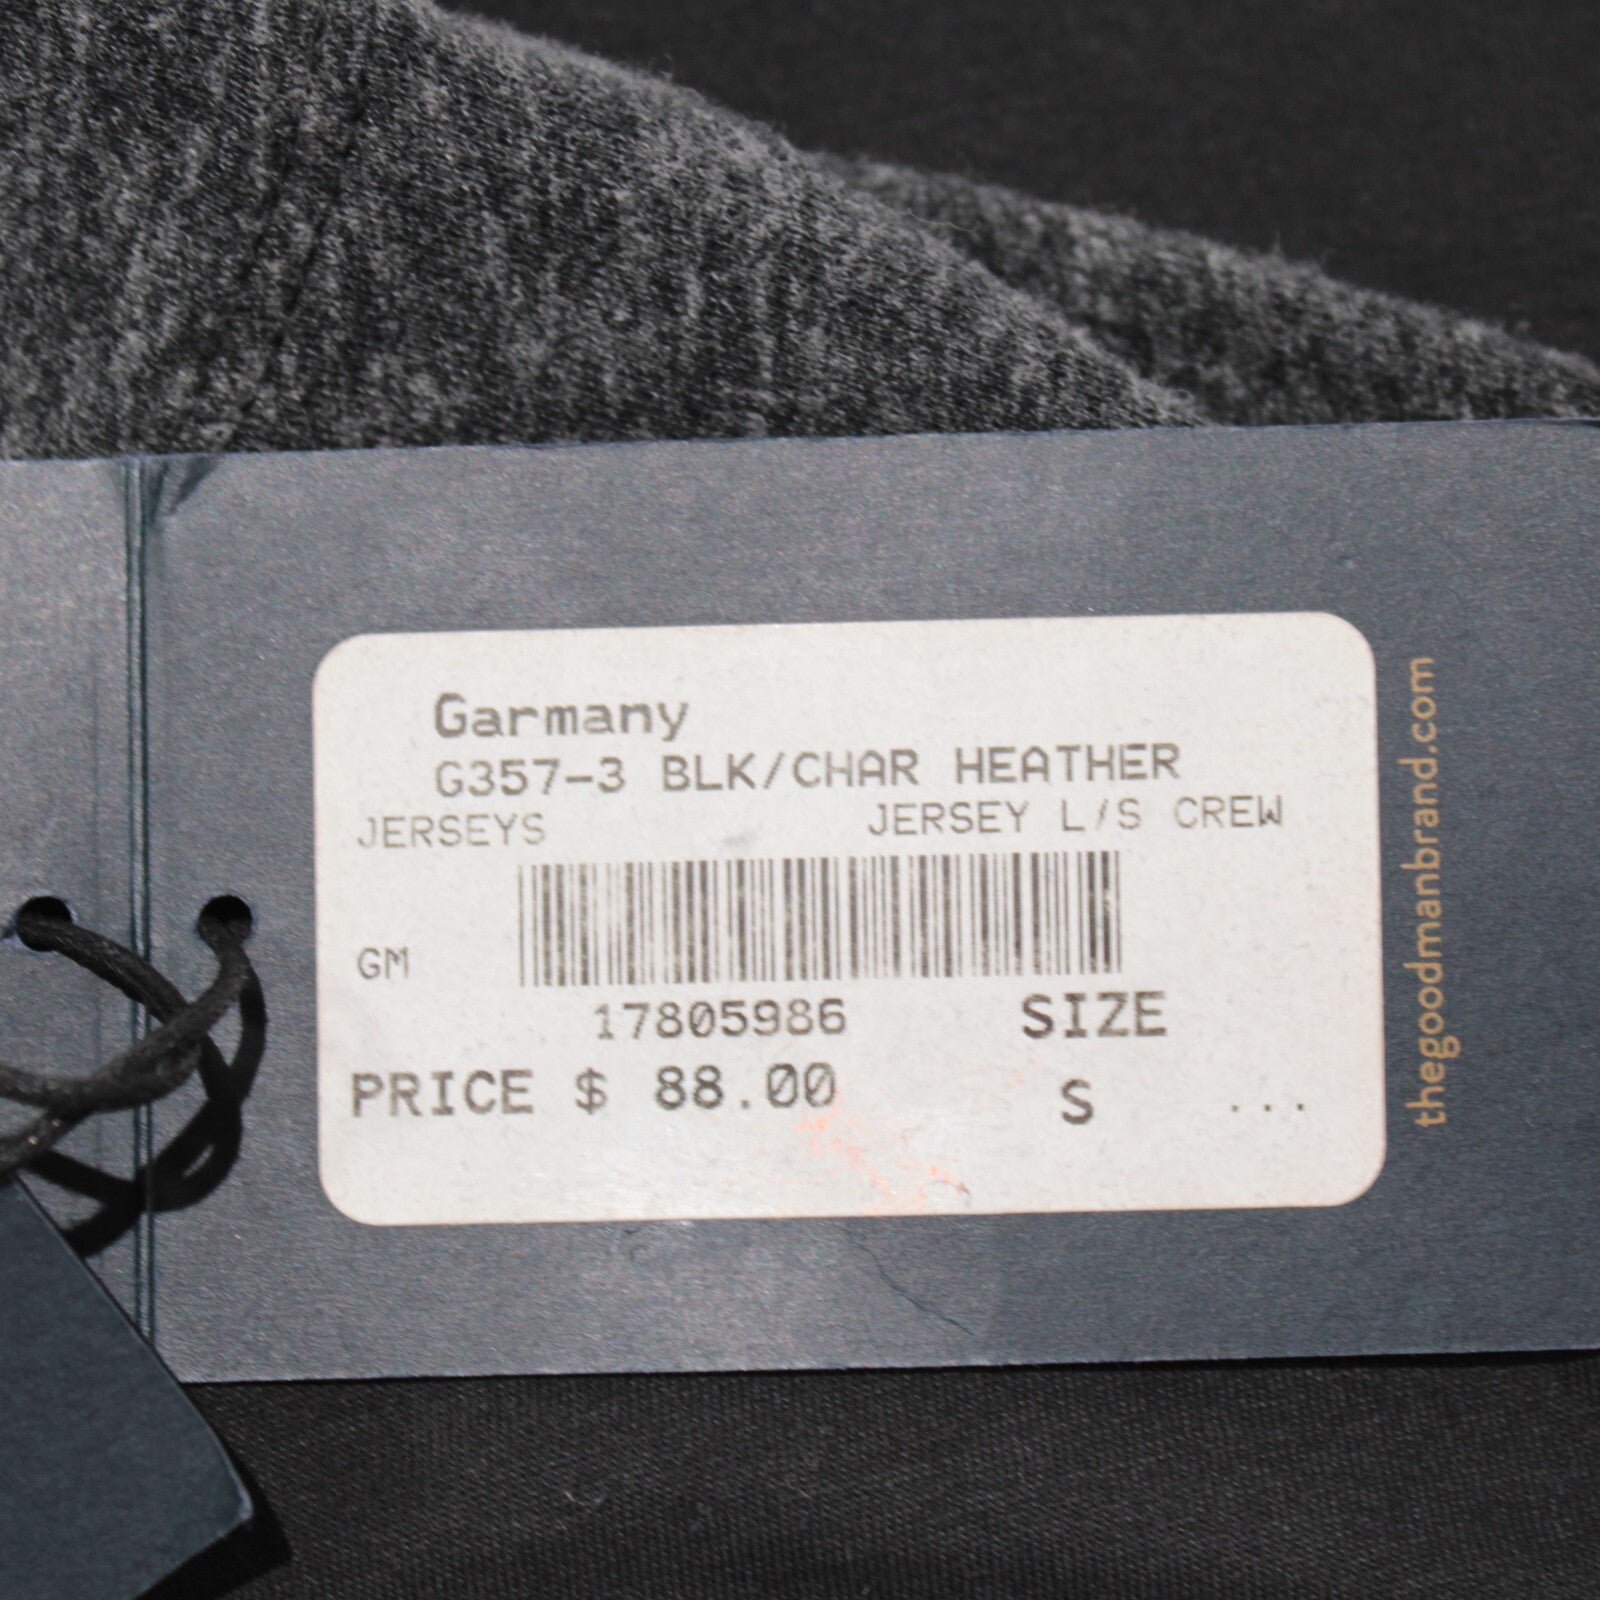 Garmany
G357-3 BLK/CHAR HEATHER
JERSEYS JERSEY L/S CREW
GM
17805986 SIZE
PRICE $ 88.00 S ...
thegoodmanbrand.com